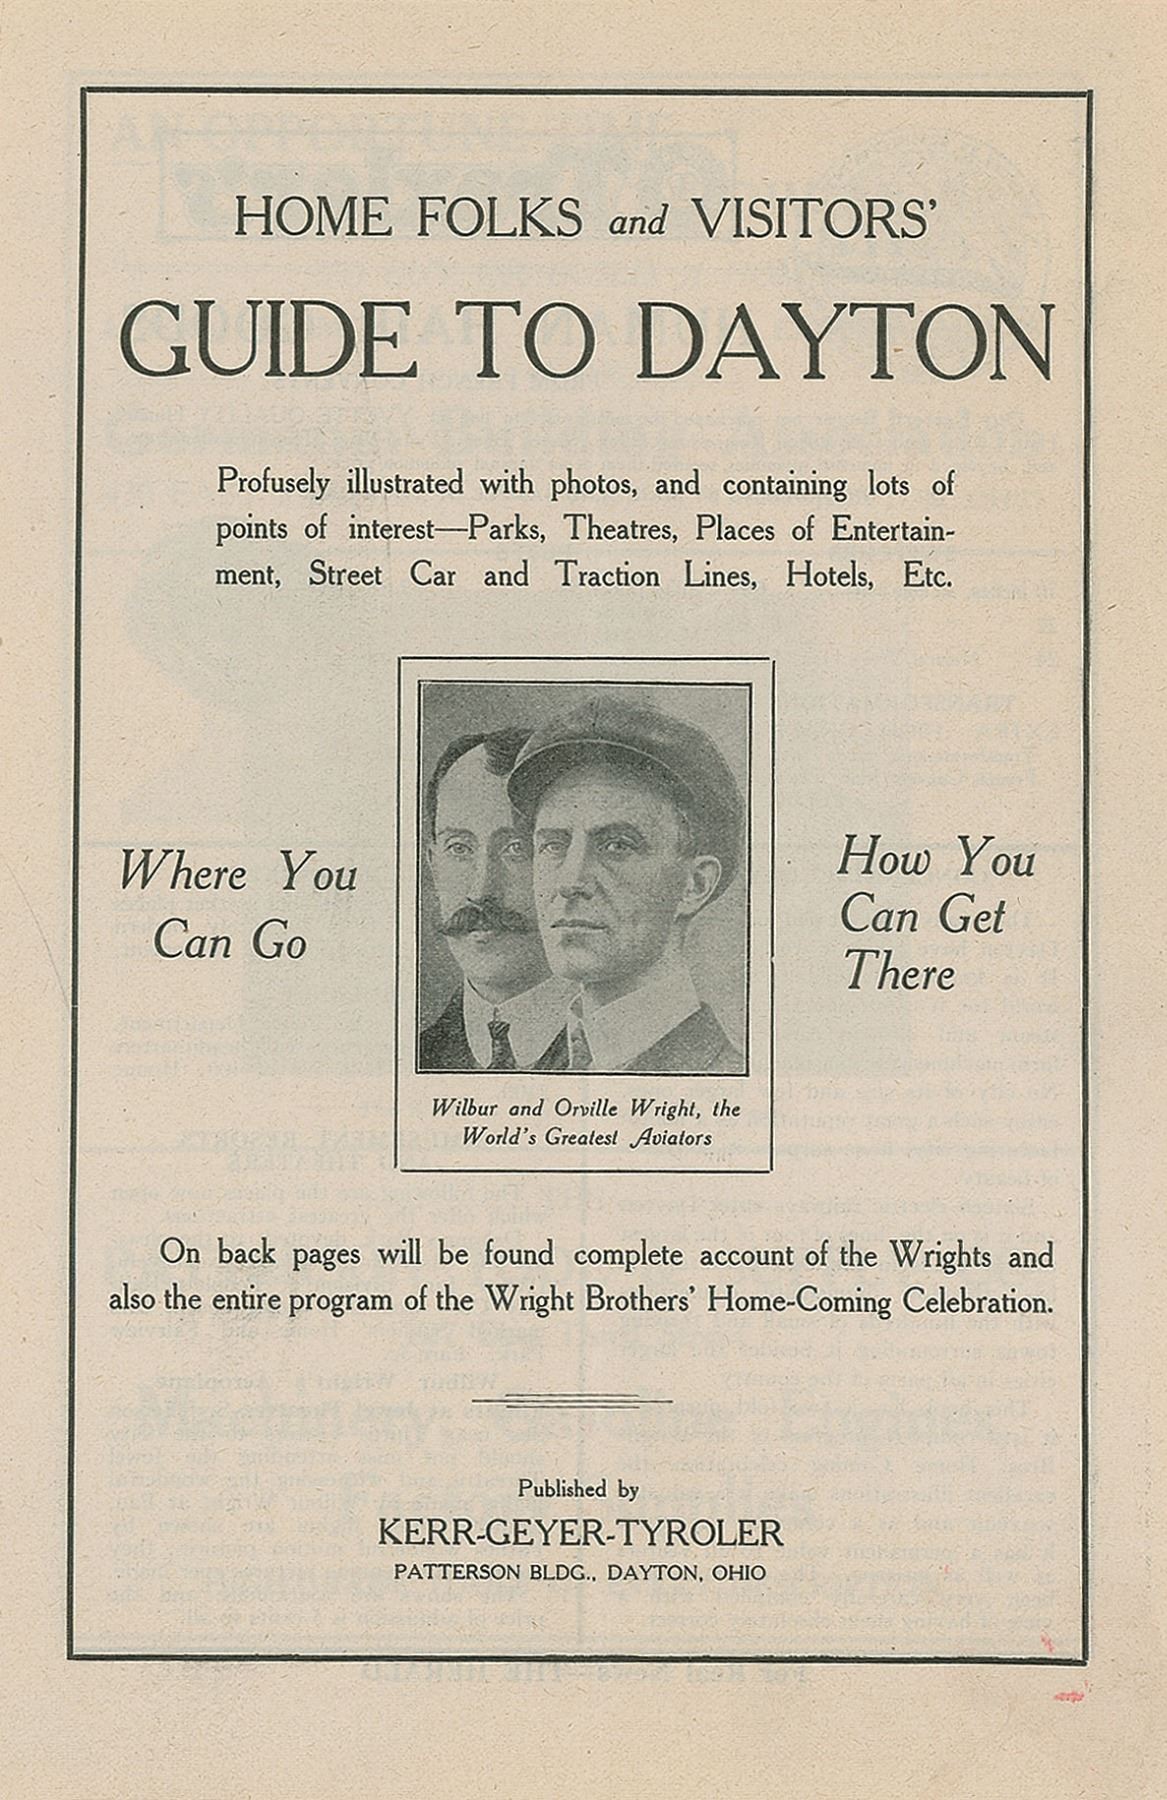 HOME FOLKS and VISITORS'
GUIDE TO DAYTON
Profusely illustrated with photos, and containing lots of
points of interest—Parks, Theatres, Places of Entertain-
ment, Street Car and Traction Lines, Hotels, Etc.
Where You
Can Go
How You
Can Get
There
Wilbur and Orville Wright, the
World's Greatest Aviators
On back pages will be found complete account of the Wrights and
also the entire program of the Wright Brothers' Home-Coming Celebration.
Published by
KERR-GEYER-TYROLER
PATTERSON BLDG., DAYTON, OHIO